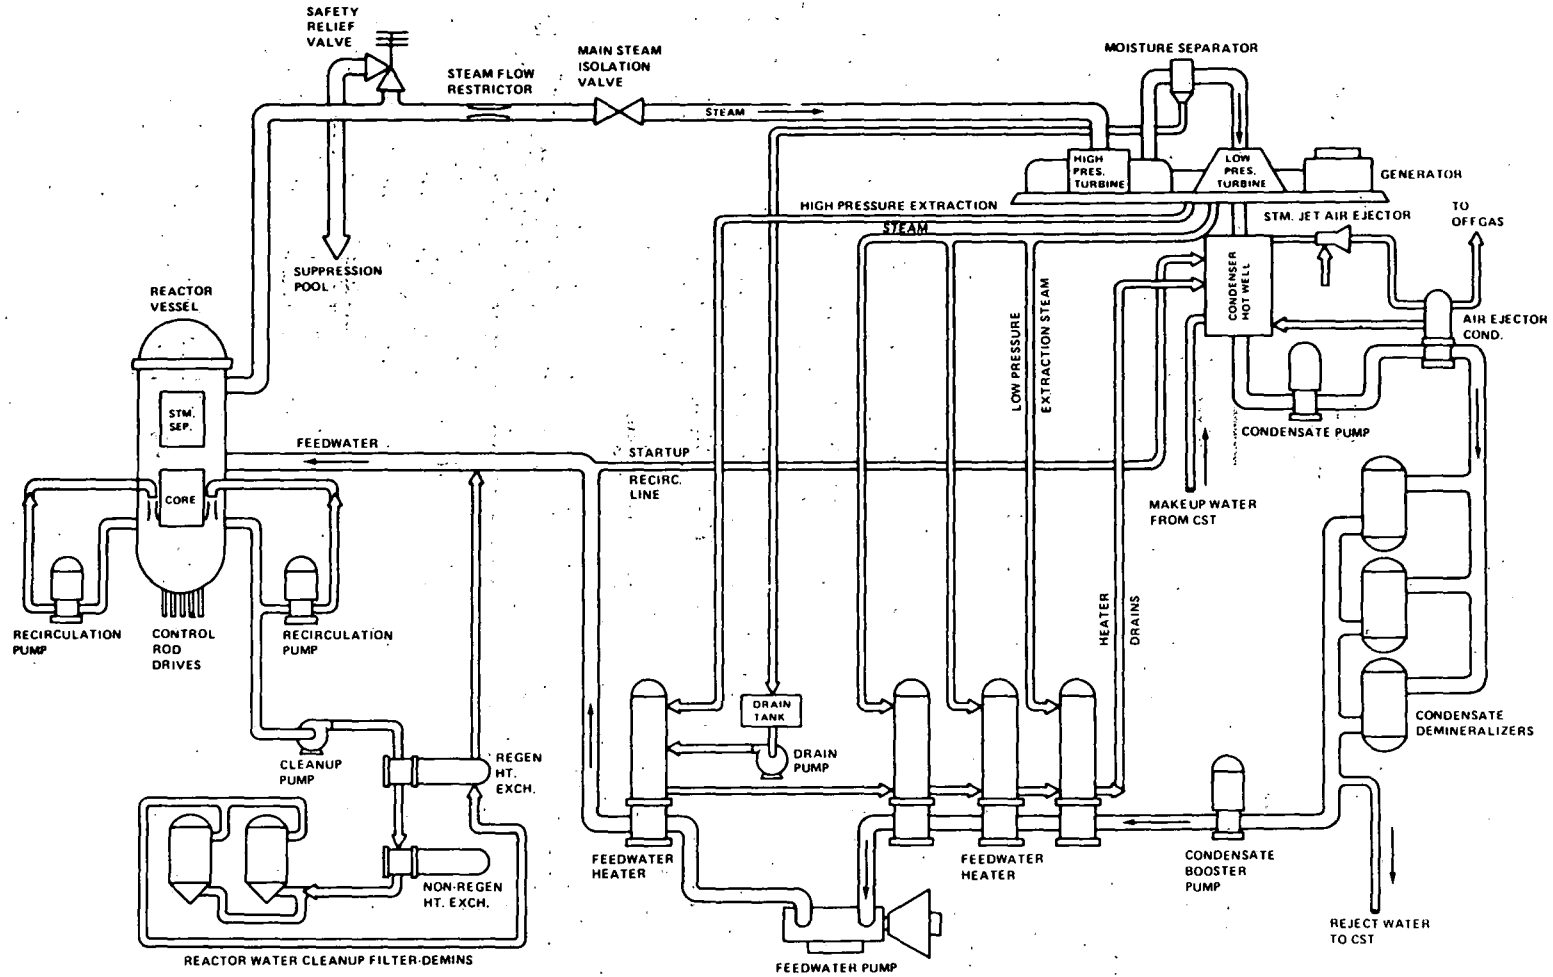 SAFETY
RELIEF
VALVE
STEAM FLOW
RESTRICTOR
MAIN STEAM
ISOLATION
VALVE
STEAM
MOISTURE SEPARATOR
HIGH
PRES.
TURBINE
LOW
PRES.
TURBINE
GENERATOR
HIGH PRESSURE EXTRACTION
STEAM
STM. JET AIR EJECTOR
TO
OFFGAS
SUPPRESSION
POOL
REACTOR
VESSEL
CONDENSER
HOT WELL
AIR EJECTOR
COND.
LOW PRESSURE
EXTRACTION STEAM
STM.
SEP.
CONDENSATE PUMP
FEEDWATER
STARTUP
RECIRC.
LINE
CORE
MAKEUP WATER
FROM CST
RECIRCULATION
PUMP
CONTROL
ROD
DRIVES
RECIRCULATION
PUMP
HEATER
DRAINS
DRAIN
TANK
CONDENSATE
DEMINERALIZERS
CLEANUP
PUMP
REGEN
HT.
EXCH.
DRAIN
PUMP
FEEDWATER
HEATER
FEEDWATER
HEATER
CONDENSATE
BOOSTER
PUMP
NON-REGEN
HT. EXCH.
REJECT WATER
TO CST
REACTOR WATER CLEANUP FILTER-DEMINS
FEEDWATER PUMP